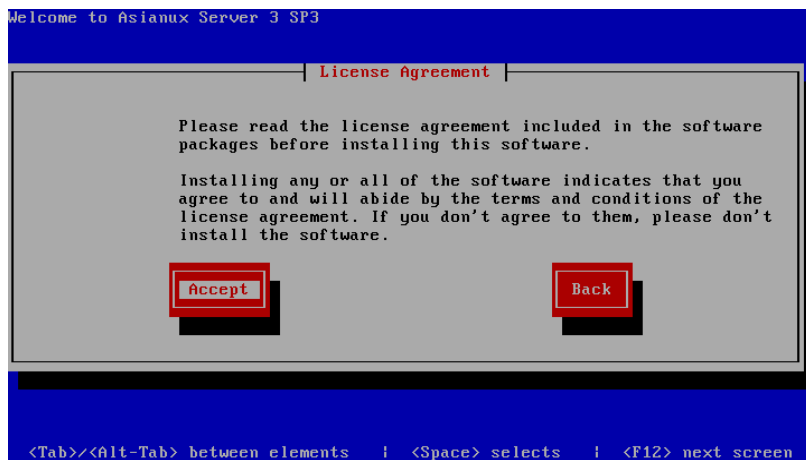 Welcome to Asianux Server 3 SP3
License Agreement
Please read the license agreement included in the software
packages before installing this software.
Installing any or all of the software indicates that you
agree to and will abide by the terms and conditions of the
license agreement. If you don't agree to them, please don't
install the software.
Accept Back
<Tab>/<Alt-Tab> between elements | <Space> selects | <F12> next screen